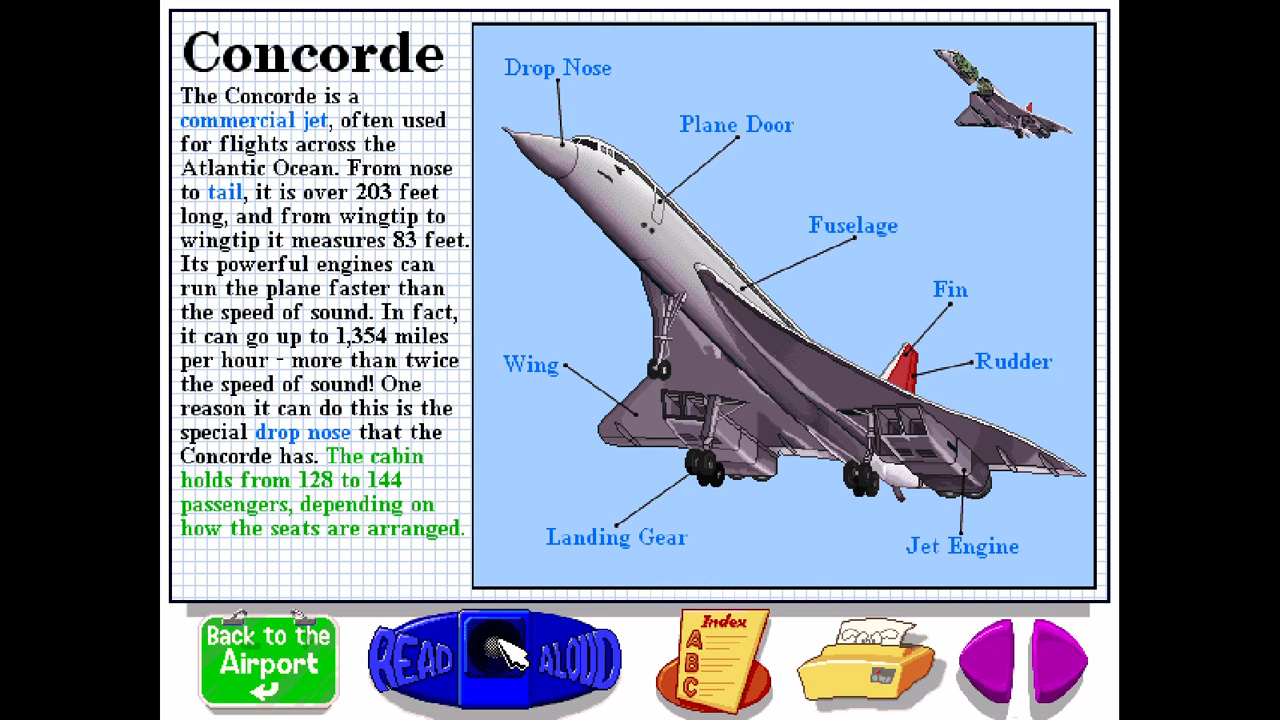 Concorde
The Concorde is a
commercial jet, often used
for flights across the
Atlantic Ocean. From nose
to tail, it is over 203 feet
long, and from wingtip to
wingtip it measures 83 feet.
Its powerful engines can
run the plane faster than
the speed of sound. In fact,
it can go up to 1,354 miles
per hour - more than twice
the speed of sound! One
reason it can do this is the
special drop nose that the
Concorde has. The cabin
holds from 128 to 144
passengers, depending on
how the seats are arranged.
Drop Nose
Plane Door
Fuselage
Fin
Rudder
Wing
Landing Gear
Jet Engine
Back to the
Airport
READ ALOUD
Index
A
B
C